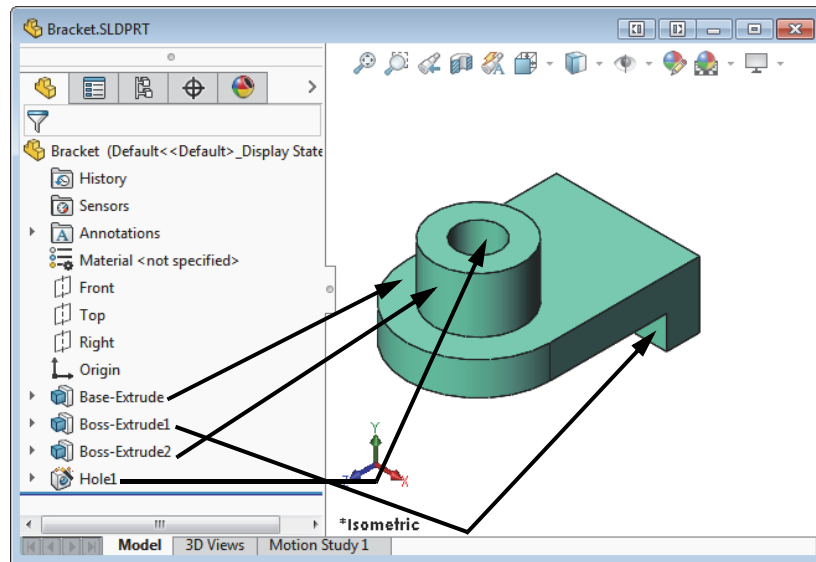 Bracket.SLDPRT
Bracket (Default<<Default>_Display State
History
Sensors
A Annotations
Material <not specified>
Front
Top
Right
Origin
Base-Extrude
Boss-Extrude1
Boss-Extrude2
Hole1
Y
X
*Isometric
Model 3D Views Motion Study 1